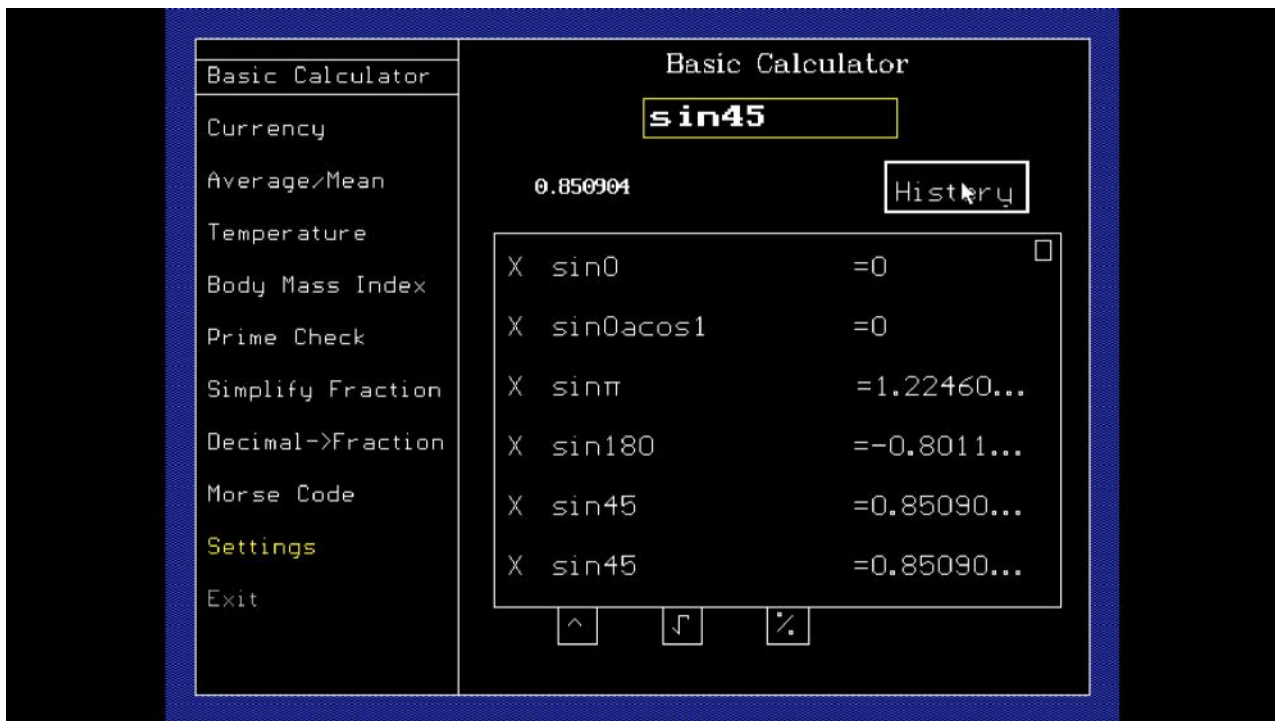 Basic Calculator
Currency
Average/Mean
Temperature
Body Mass Index
Prime Check
Simplify Fraction
Decimal->Fraction
Morse Code
Settings
Exit
Basic Calculator
sin45
0.850904
History
X sin0 =0
X sin0acos1 =0
X sinπ =1.22460...
X sin180 =-0.8011...
X sin45 =0.85090...
X sin45 =0.85090...
^ √ %